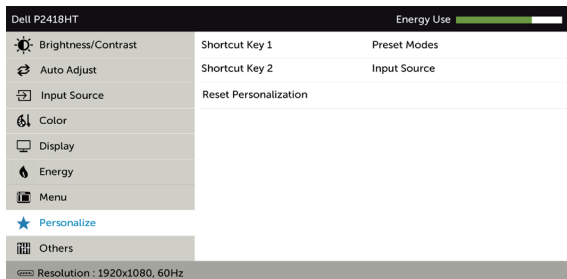 Dell P2418HT Energy Use
Brightness/Contrast Shortcut Key 1 Preset Modes
Auto Adjust Shortcut Key 2 Input Source
Input Source Reset Personalization
Color
Display
Energy
Menu
Personalize
Others
Resolution : 1920x1080, 60Hz